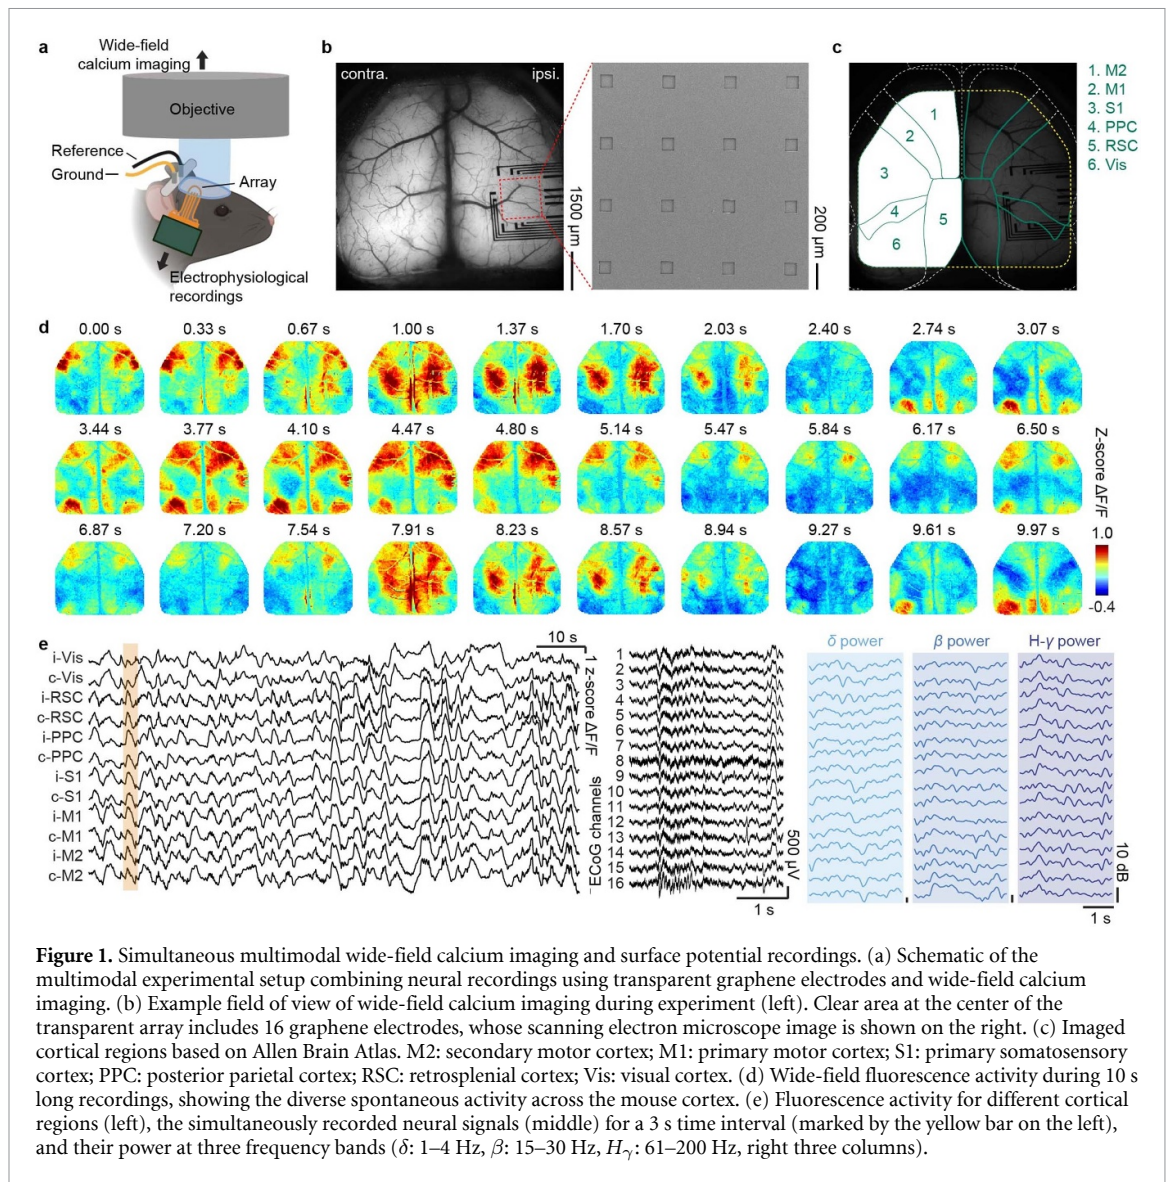 a
Wide-field
calcium imaging
Objective
Reference
Ground
Array
Electrophysiological
recordings
b
contra.
ipsi.
1500 µm
200 µm
c
1
2
3
4
5
6
1. M2
2. M1
3. S1
4. PPC
5. RSC
6. Vis
d
0.00 s 0.33 s 0.67 s 1.00 s 1.37 s 1.70 s 2.03 s 2.40 s 2.74 s 3.07 s
3.44 s 3.77 s 4.10 s 4.47 s 4.80 s 5.14 s 5.47 s 5.84 s 6.17 s 6.50 s
6.87 s 7.20 s 7.54 s 7.91 s 8.23 s 8.57 s 8.94 s 9.27 s 9.61 s 9.97 s
Z-score ΔF/F
1.0
-0.4
e
i-Vis
c-Vis
i-RSC
c-RSC
i-PPC
c-PPC
i-S1
c-S1
i-M1
c-M1
i-M2
c-M2
10 s
1 z-score ΔF/F
ECoG channels
1
2
3
4
5
6
7
8
9
10
11
12
13
14
15
16
500 µV
1 s
δ power
β power
H-γ power
10 dB
1 s
Figure 1. Simultaneous multimodal wide-field calcium imaging and surface potential recordings. (a) Schematic of the
multimodal experimental setup combining neural recordings using transparent graphene electrodes and wide-field calcium
imaging. (b) Example field of view of wide-field calcium imaging during experiment (left). Clear area at the center of the
transparent array includes 16 graphene electrodes, whose scanning electron microscope image is shown on the right. (c) Imaged
cortical regions based on Allen Brain Atlas. M2: secondary motor cortex; M1: primary motor cortex; S1: primary somatosensory
cortex; PPC: posterior parietal cortex; RSC: retrosplenial cortex; Vis: visual cortex. (d) Wide-field fluorescence activity during 10 s
long recordings, showing the diverse spontaneous activity across the mouse cortex. (e) Fluorescence activity for different cortical
regions (left), the simultaneously recorded neural signals (middle) for a 3 s time interval (marked by the yellow bar on the left),
and their power at three frequency bands (δ: 1–4 Hz, β: 15–30 Hz, Hγ: 61–200 Hz, right three columns).